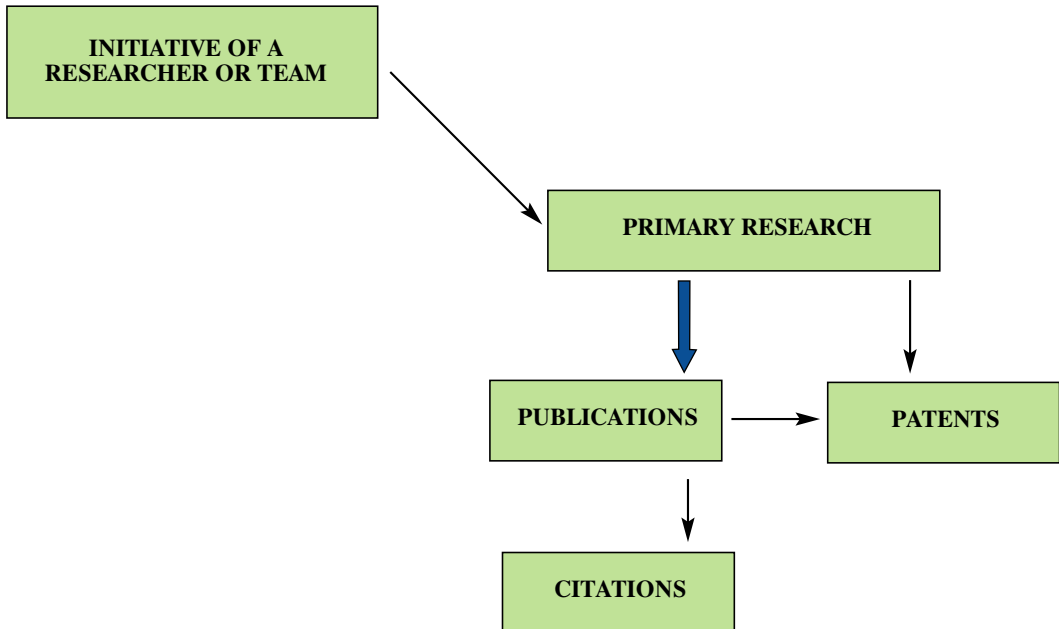 INITIATIVE OF A
RESEARCHER OR TEAM
PRIMARY RESEARCH
PUBLICATIONS
PATENTS
CITATIONS